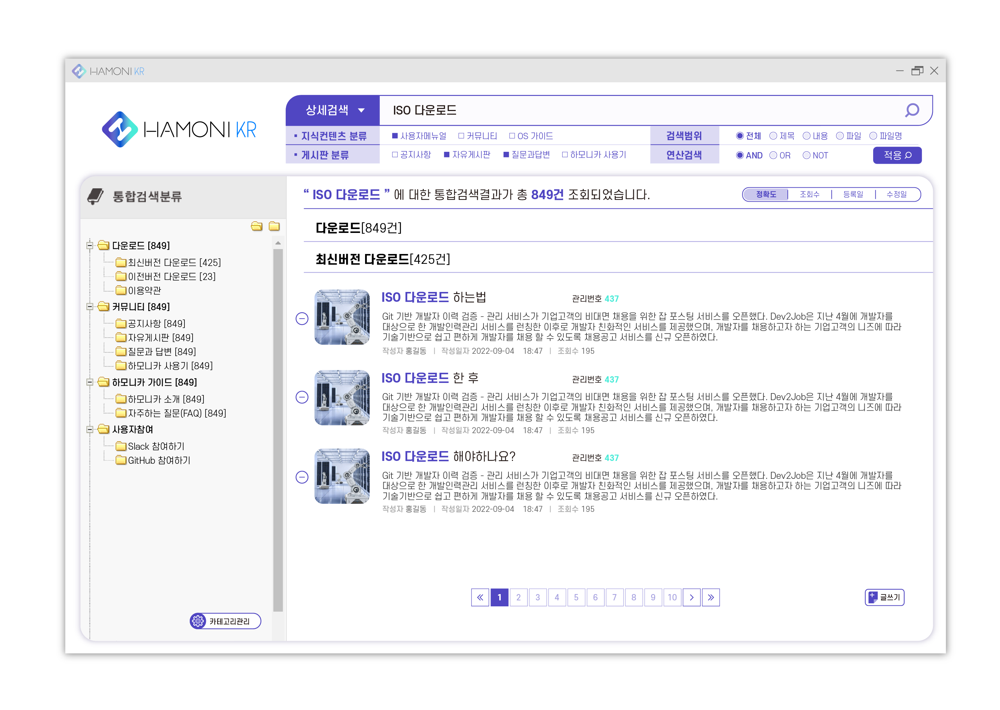 HAMONI KR
HAMONI KR
상세검색 ISO 다운로드
지식컨텐츠 분류 사용자메뉴얼 커뮤니티 OS 가이드 검색범위 전체 제목 내용 파일 파일명
게시판 분류 공지사항 자유게시판 질문과답변 하모니카 사용기 연산검색 AND OR NOT 적용
통합검색분류
다운로드 [849]
최신버전 다운로드 [425]
이전버전 다운로드 [23]
이용약관
커뮤니티 [849]
공지사항 [849]
자유게시판 [849]
질문과 답변 [849]
하모니카 사용기 [849]
하모니카 가이드 [849]
하모니카 소개 [849]
자주하는 질문(FAQ) [849]
사용자참여
Slack 참여하기
GitHub 참여하기
카테고리관리
“ ISO 다운로드 ” 에 대한 통합검색결과가 총 849건 조회되었습니다.
정확도 | 조회수 | 등록일 | 수정일
다운로드[849건]
최신버전 다운로드[425건]
ISO 다운로드 하는법 관리번호 437
Git 기반 개발자 이력 검증 - 관리 서비스가 기업고객의 비대면 채용을 위한 잡 포스팅 서비스를 오픈했다. Dev2Job은 지난 4월에 개발자를
대상으로 한 개발인력관리 서비스를 런칭한 이후로 개발자 친화적인 서비스를 제공했으며, 개발자를 채용하고자 하는 기업고객의 니즈에 따라
기술기반으로 쉽고 편하게 개발자를 채용 할 수 있도록 채용공고 서비스를 신규 오픈하였다.
작성자 홍길동 | 작성일자 2022-09-04 18:47 | 조회수 195
ISO 다운로드 한 후 관리번호 437
Git 기반 개발자 이력 검증 - 관리 서비스가 기업고객의 비대면 채용을 위한 잡 포스팅 서비스를 오픈했다. Dev2Job은 지난 4월에 개발자를
대상으로 한 개발인력관리 서비스를 런칭한 이후로 개발자 친화적인 서비스를 제공했으며, 개발자를 채용하고자 하는 기업고객의 니즈에 따라
기술기반으로 쉽고 편하게 개발자를 채용 할 수 있도록 채용공고 서비스를 신규 오픈하였다.
작성자 홍길동 | 작성일자 2022-09-04 18:47 | 조회수 195
ISO 다운로드 해야하나요? 관리번호 437
Git 기반 개발자 이력 검증 - 관리 서비스가 기업고객의 비대면 채용을 위한 잡 포스팅 서비스를 오픈했다. Dev2Job은 지난 4월에 개발자를
대상으로 한 개발인력관리 서비스를 런칭한 이후로 개발자 친화적인 서비스를 제공했으며, 개발자를 채용하고자 하는 기업고객의 니즈에 따라
기술기반으로 쉽고 편하게 개발자를 채용 할 수 있도록 채용공고 서비스를 신규 오픈하였다.
작성자 홍길동 | 작성일자 2022-09-04 18:47 | 조회수 195
« 1 2 3 4 5 6 7 8 9 10 > »
글쓰기